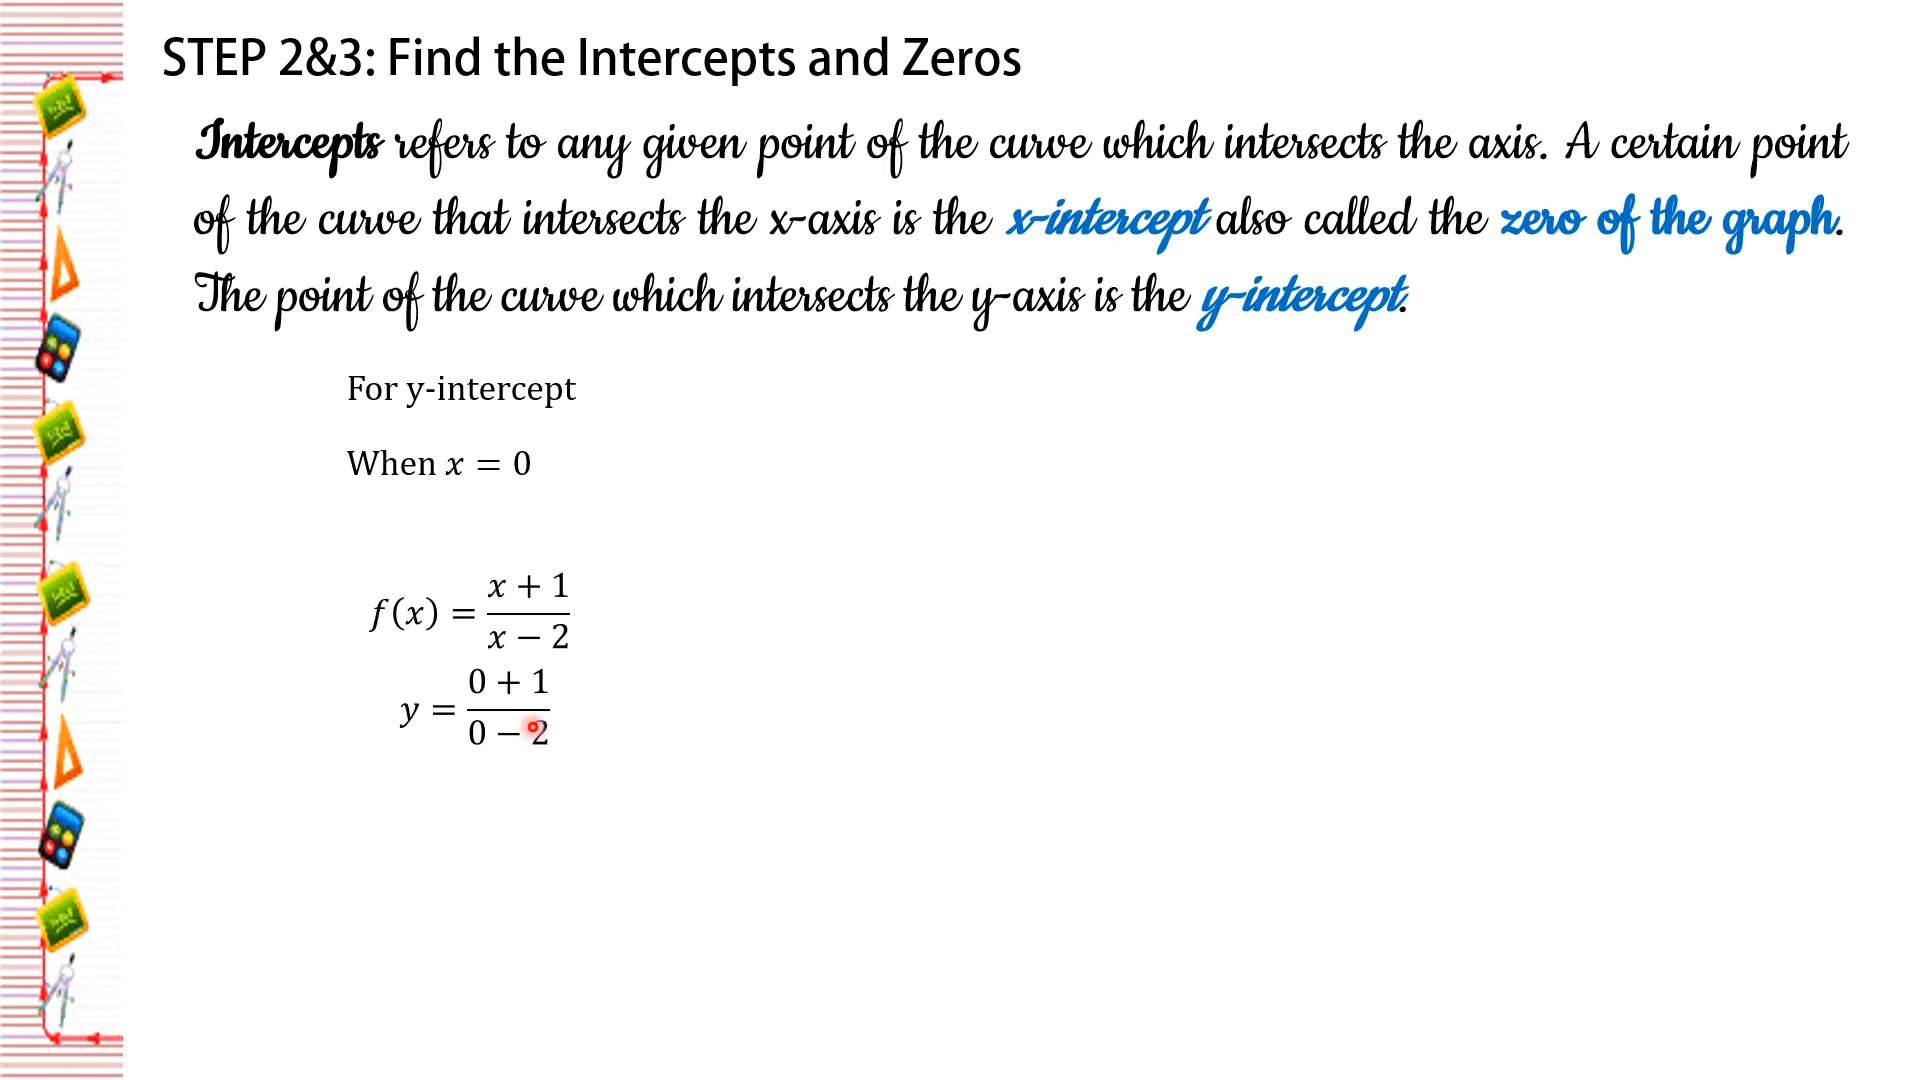 STEP 2&3: Find the Intercepts and Zeros
Intercepts refers to any given point of the curve which intersects the axis. A certain point
of the curve that intersects the x-axis is the x-intercept also called the zero of the graph.
The point of the curve which intersects the y-axis is the y-intercept.
For y-intercept
When x = 0
f(x) = (x + 1)/(x − 2)
y = (0 + 1)/(0 − 2)